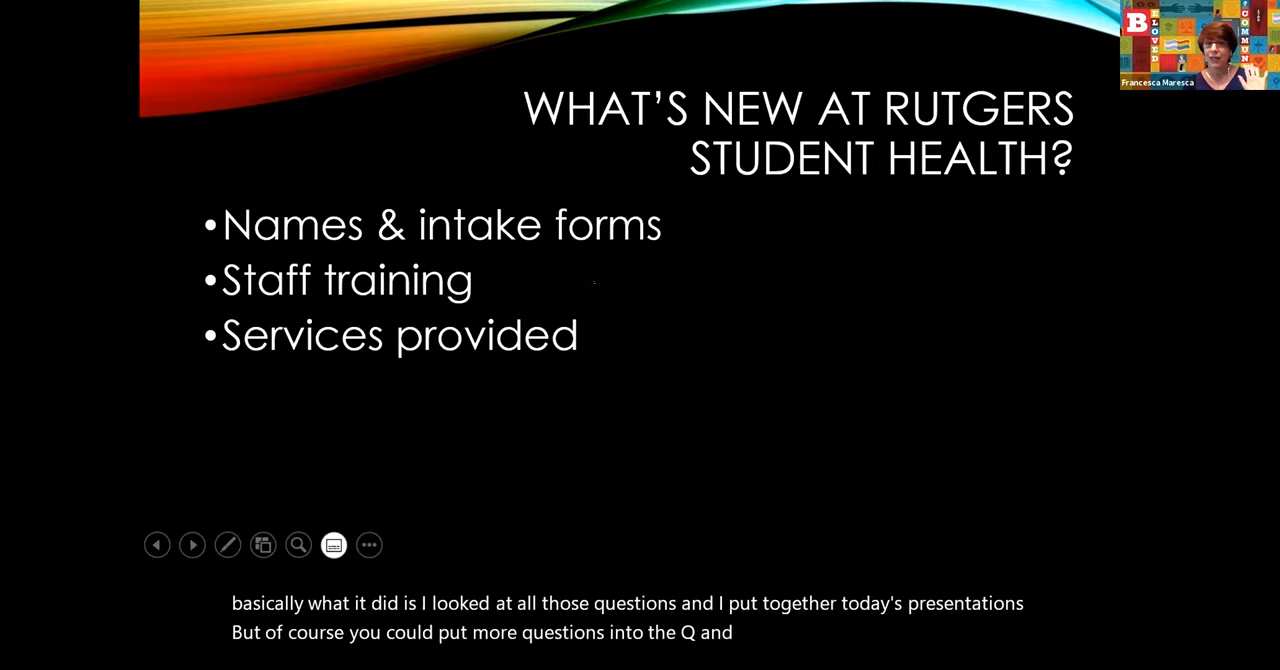 B
ELOVED
COMMUN
Francesca Maresca
WHAT'S NEW AT RUTGERS
STUDENT HEALTH?
•Names & intake forms
•Staff training
•Services provided
basically what it did is I looked at all those questions and I put together today's presentations
But of course you could put more questions into the Q and